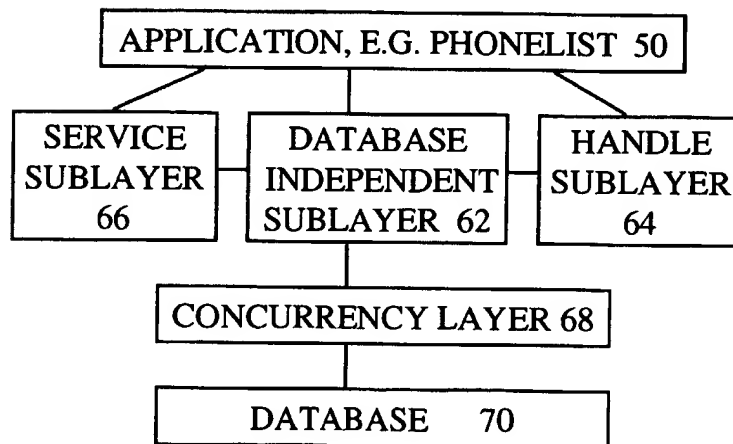 APPLICATION, E.G. PHONELIST 50
SERVICE
SUBLAYER
66
DATABASE
INDEPENDENT
SUBLAYER 62
HANDLE
SUBLAYER
64
CONCURRENCY LAYER 68
DATABASE 70